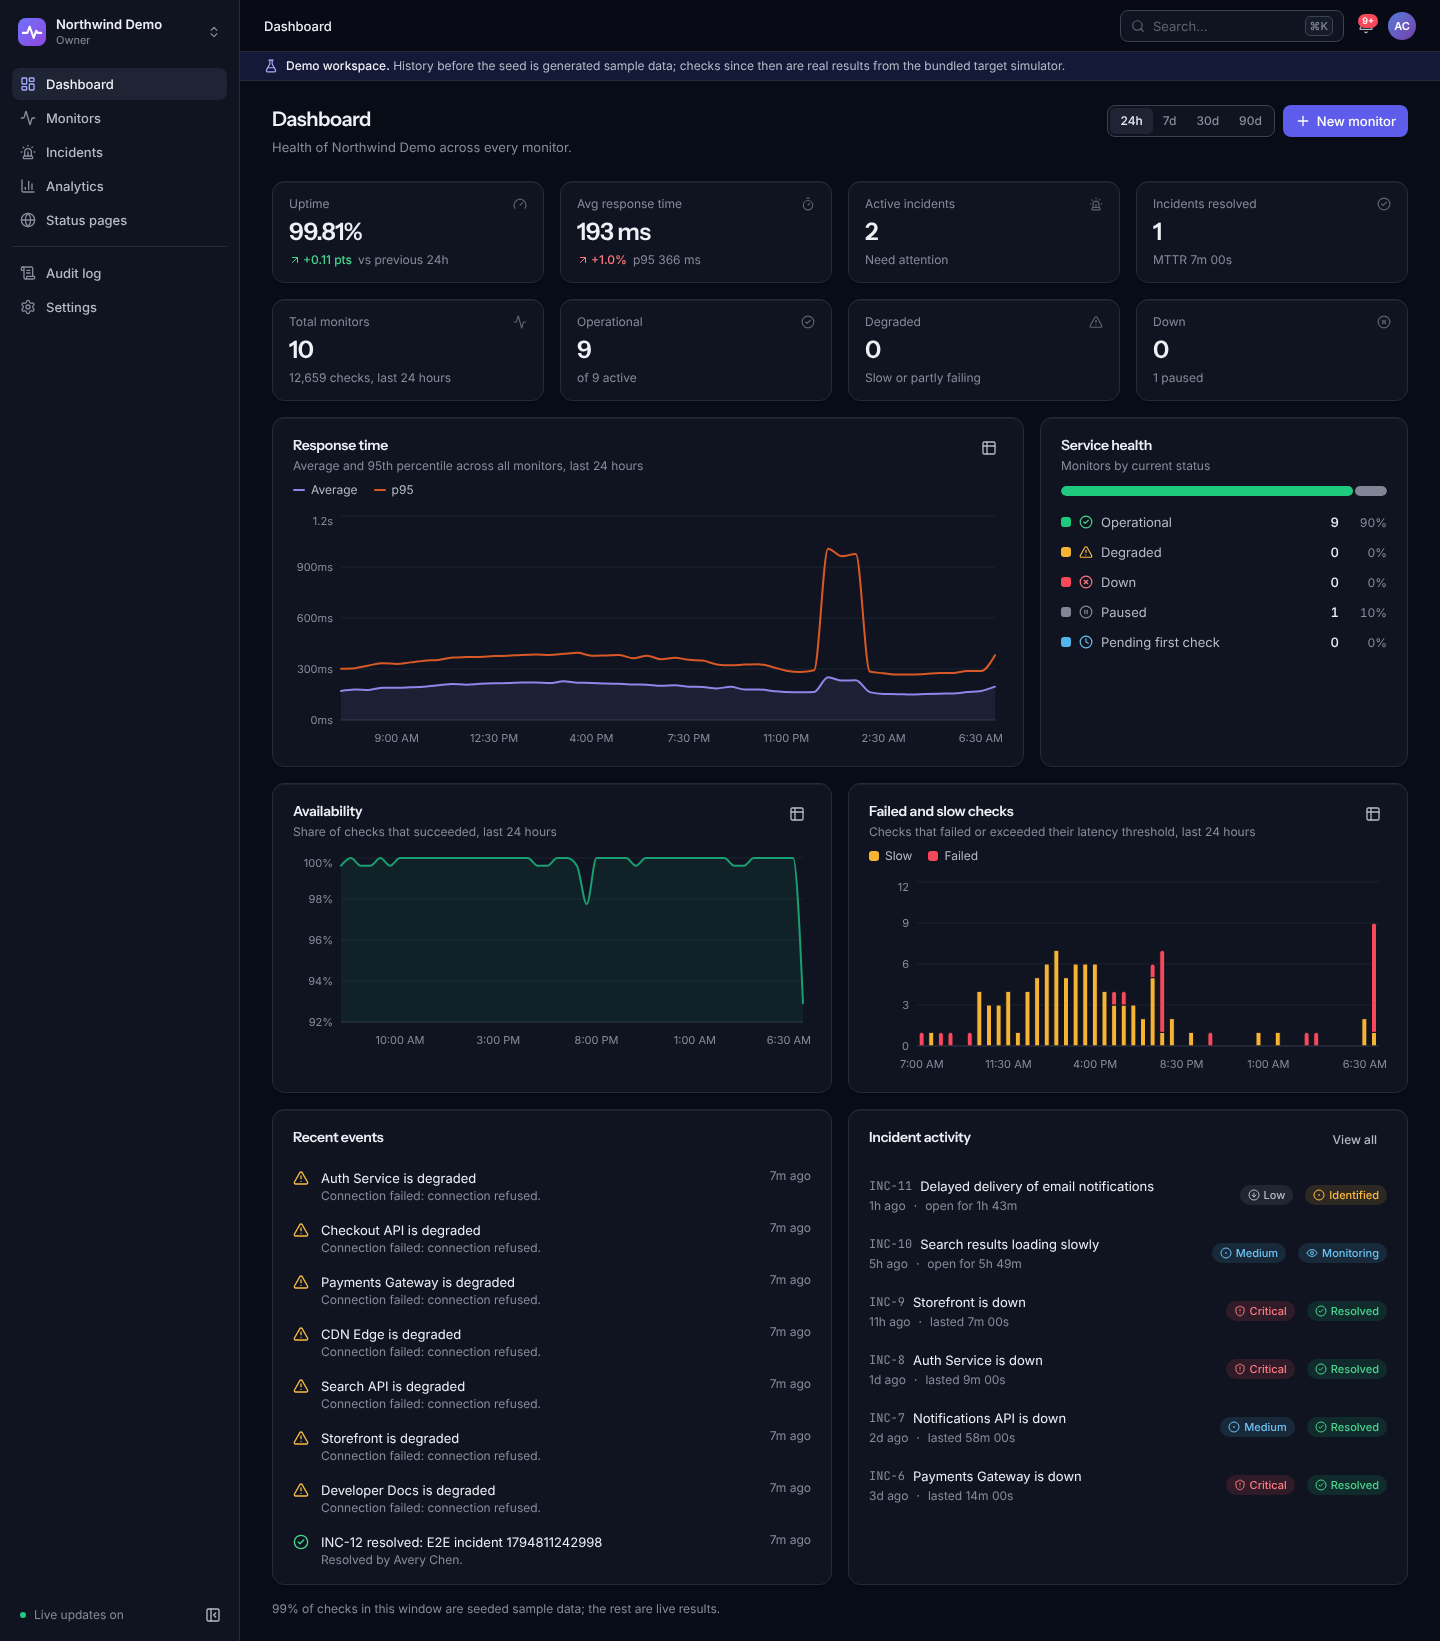 Northwind Demo
Owner
Dashboard
Monitors
Incidents
Analytics
Status pages
Audit log
Settings
Live updates on
Dashboard
Search...
⌘K
9+
AC
Demo workspace. History before the seed is generated sample data; checks since then are real results from the bundled target simulator.
Dashboard
Health of Northwind Demo across every monitor.
24h 7d 30d 90d
New monitor
Uptime
99.81%
+0.11 pts vs previous 24h
Avg response time
193 ms
+1.0% p95 366 ms
Active incidents
2
Need attention
Incidents resolved
1
MTTR 7m 00s
Total monitors
10
12,659 checks, last 24 hours
Operational
9
of 9 active
Degraded
0
Slow or partly failing
Down
0
1 paused
Response time
Average and 95th percentile across all monitors, last 24 hours
Average p95
1.2s
900ms
600ms
300ms
0ms
9:00 AM 12:30 PM 4:00 PM 7:30 PM 11:00 PM 2:30 AM 6:30 AM
Service health
Monitors by current status
Operational 9 90%
Degraded 0 0%
Down 0 0%
Paused 1 10%
Pending first check 0 0%
Availability
Share of checks that succeeded, last 24 hours
100%
98%
96%
94%
92%
10:00 AM 3:00 PM 8:00 PM 1:00 AM 6:30 AM
Failed and slow checks
Checks that failed or exceeded their latency threshold, last 24 hours
Slow Failed
12
9
6
3
0
7:00 AM 11:30 AM 4:00 PM 8:30 PM 1:00 AM 6:30 AM
Recent events
Auth Service is degraded 7m ago
Connection failed: connection refused.
Checkout API is degraded 7m ago
Connection failed: connection refused.
Payments Gateway is degraded 7m ago
Connection failed: connection refused.
CDN Edge is degraded 7m ago
Connection failed: connection refused.
Search API is degraded 7m ago
Connection failed: connection refused.
Storefront is degraded 7m ago
Connection failed: connection refused.
Developer Docs is degraded 7m ago
Connection failed: connection refused.
INC-12 resolved: E2E incident 1794811242998 7m ago
Resolved by Avery Chen.
Incident activity
View all
INC-11 Delayed delivery of email notifications Low Identified
1h ago · open for 1h 43m
INC-10 Search results loading slowly Medium Monitoring
5h ago · open for 5h 49m
INC-9 Storefront is down Critical Resolved
11h ago · lasted 7m 00s
INC-8 Auth Service is down Critical Resolved
1d ago · lasted 9m 00s
INC-7 Notifications API is down Medium Resolved
2d ago · lasted 58m 00s
INC-6 Payments Gateway is down Critical Resolved
3d ago · lasted 14m 00s
99% of checks in this window are seeded sample data; the rest are live results.